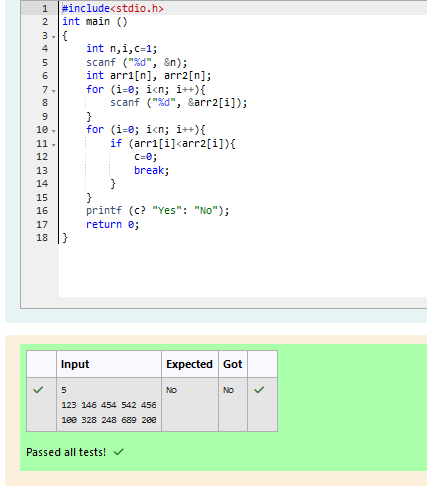 1 #include<stdio.h>
2 int main ()
3 {
4 int n,i,c=1;
5 scanf ("%d", &n);
6 int arr1[n], arr2[n];
7 for (i=0; i<n; i++){
8 scanf ("%d", &arr2[i]);
9 }
10 for (i=0; i<n; i++){
11 if (arr1[i]<arr2[i]){
12 c=0;
13 break;
14 }
15 }
16 printf (c? "Yes": "No");
17 return 0;
18 }
Input Expected Got
5 No No
123 146 454 542 456
100 328 248 689 200
Passed all tests!